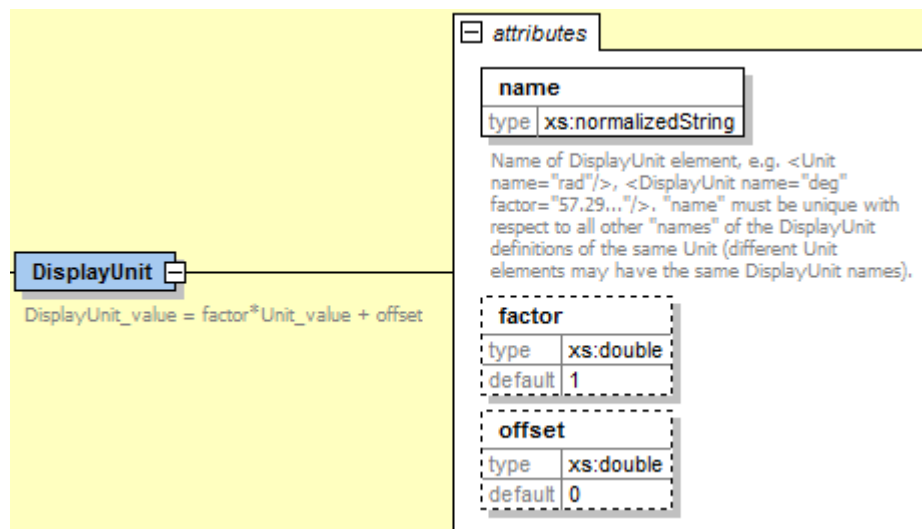 attributes
name
type xs:normalizedString
Name of DisplayUnit element, e.g. <Unit
name="rad"/>, <DisplayUnit name="deg"
factor="57.29..."/>. "name" must be unique with
respect to all other "names" of the DisplayUnit
definitions of the same Unit (different Unit
elements may have the same DisplayUnit names).
DisplayUnit
DisplayUnit_value = factor*Unit_value + offset
factor
type xs:double
default 1
offset
type xs:double
default 0